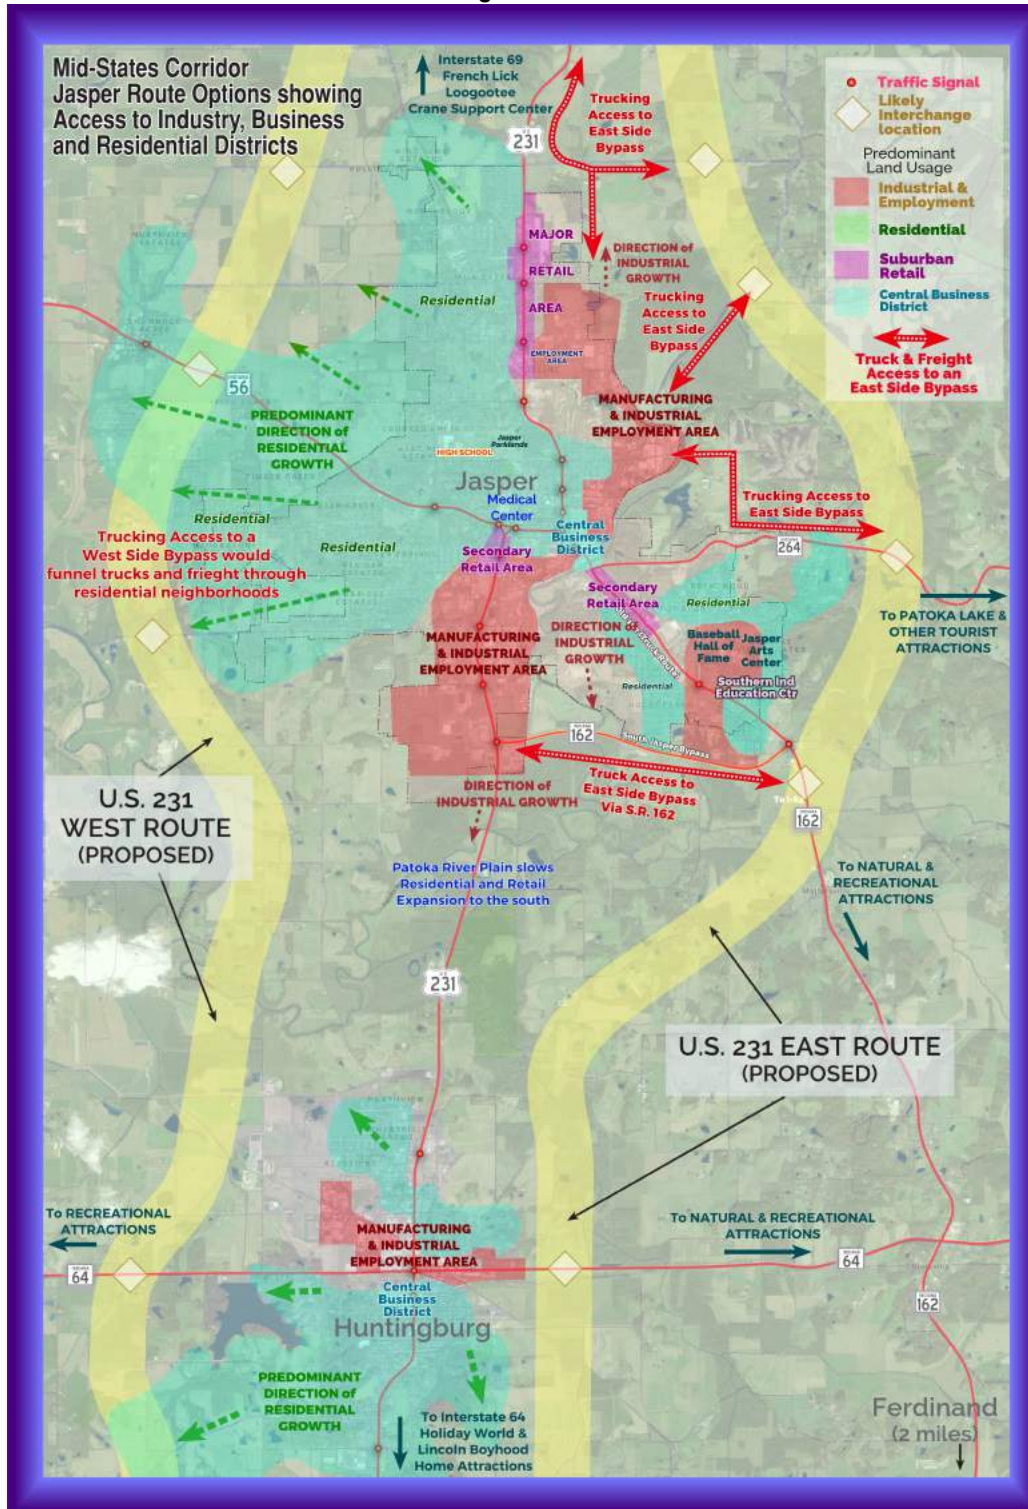 Mid-States Corridor
Jasper Route Options showing
Access to Industry, Business
and Residential Districts
Interstate 69
French Lick
Loogootee
Crane Support Center
231
Trucking
Access to
East Side
Bypass
Traffic Signal
Likely
Interchange
location
Predominant
Land Usage
Industrial &
Employment
Residential
Suburban
Retail
Central Business
District
Truck & Freight
Access to an
East Side Bypass
MAJOR
RETAIL
AREA
EMPLOYMENT
AREA
DIRECTION of
INDUSTRIAL
GROWTH
Trucking
Access to
East Side
Bypass
Residential
56
PREDOMINANT
DIRECTION of
RESIDENTIAL
GROWTH
MANUFACTURING
& INDUSTRIAL
EMPLOYMENT AREA
Jasper
Parklands
HIGH SCHOOL
Jasper
Medical
Center
Trucking Access to
East Side Bypass
Central
Business
District
264
Residential
Residential
Trucking Access to a
West Side Bypass would
funnel trucks and frieght through
residential neighborhoods
Secondary
Retail Area
Secondary
Retail Area
Residential
To PATOKA LAKE &
OTHER TOURIST
ATTRACTIONS
MANUFACTURING
& INDUSTRIAL
EMPLOYMENT AREA
DIRECTION of
INDUSTRIAL
GROWTH
Baseball
Hall of
Fame
Jasper
Arts
Center
Southern Ind
Education Ctr
Residential
162
South Jasper Bypass
Truck Access to
East Side Bypass
Via S.R. 162
DIRECTION of
INDUSTRIAL GROWTH
U.S. 231
WEST ROUTE
(PROPOSED)
162
Patoka River Plain slows
Residential and Retail
Expansion to the south
To NATURAL &
RECREATIONAL
ATTRACTIONS
231
U.S. 231 EAST ROUTE
(PROPOSED)
To RECREATIONAL
ATTRACTIONS
64
MANUFACTURING
& INDUSTRIAL
EMPLOYMENT AREA
To NATURAL & RECREATIONAL
ATTRACTIONS
64
162
Central
Business
District
Huntingburg
PREDOMINANT
DIRECTION of
RESIDENTIAL
GROWTH
To Interstate 64
Holiday World &
Lincoln Boyhood
Home Attractions
Ferdinand
(2 miles)